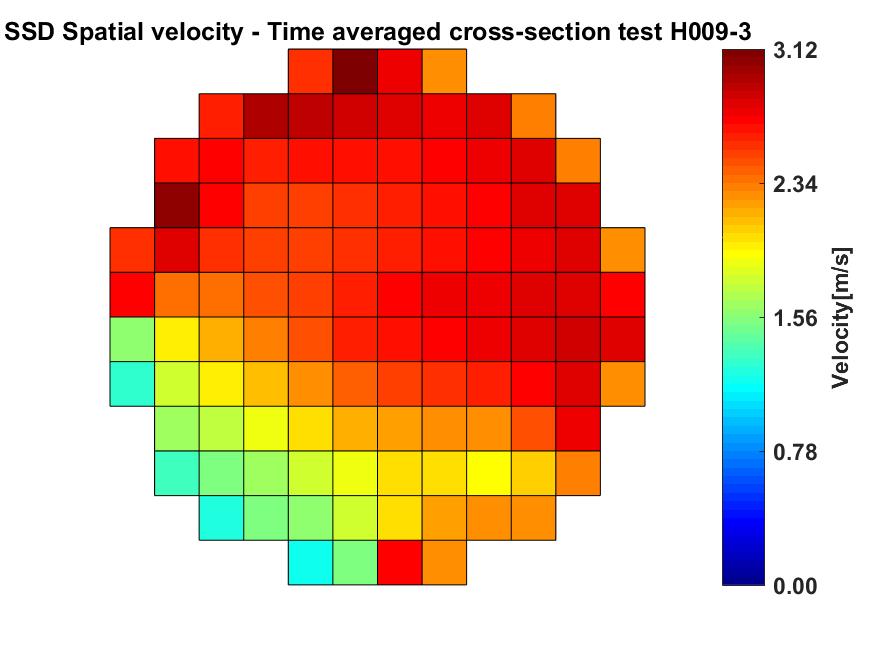 SSD Spatial velocity - Time averaged cross-section test H009-3
3.12
2.34
1.56
0.78
0.00
Velocity[m/s]